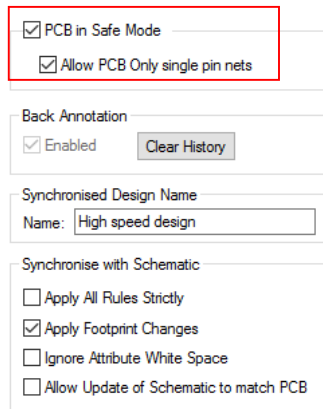 PCB in Safe Mode
Allow PCB Only single pin nets
Back Annotation
Enabled
Clear History
Synchronised Design Name
Name: High speed design
Synchronise with Schematic
Apply All Rules Strictly
Apply Footprint Changes
Ignore Attribute White Space
Allow Update of Schematic to match PCB